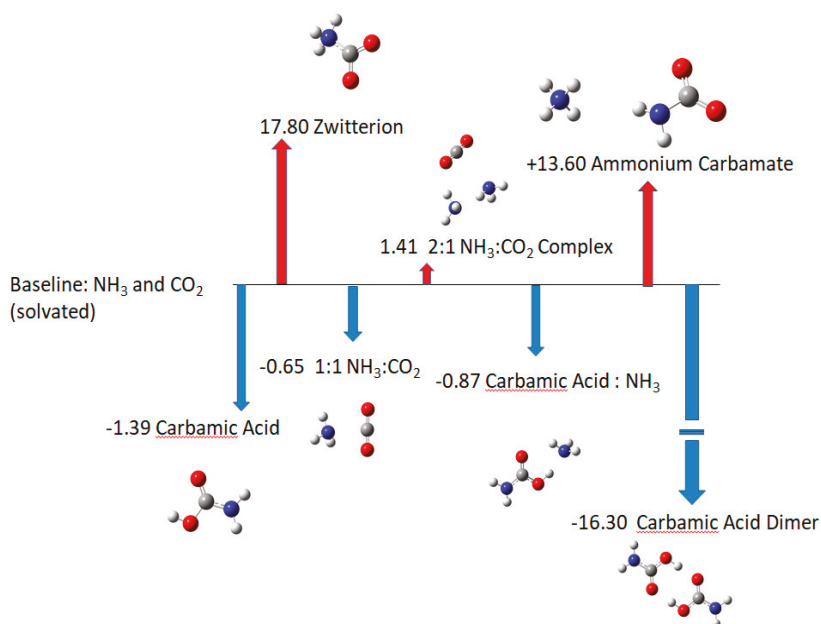 17.80 Zwitterion
+13.60 Ammonium Carbamate
1.41 2:1 NH₃:CO₂ Complex
Baseline: NH₃ and CO₂
(solvated)
-0.65 1:1 NH₃:CO₂
-0.87 Carbamic Acid : NH₃
-1.39 Carbamic Acid
-16.30 Carbamic Acid Dimer